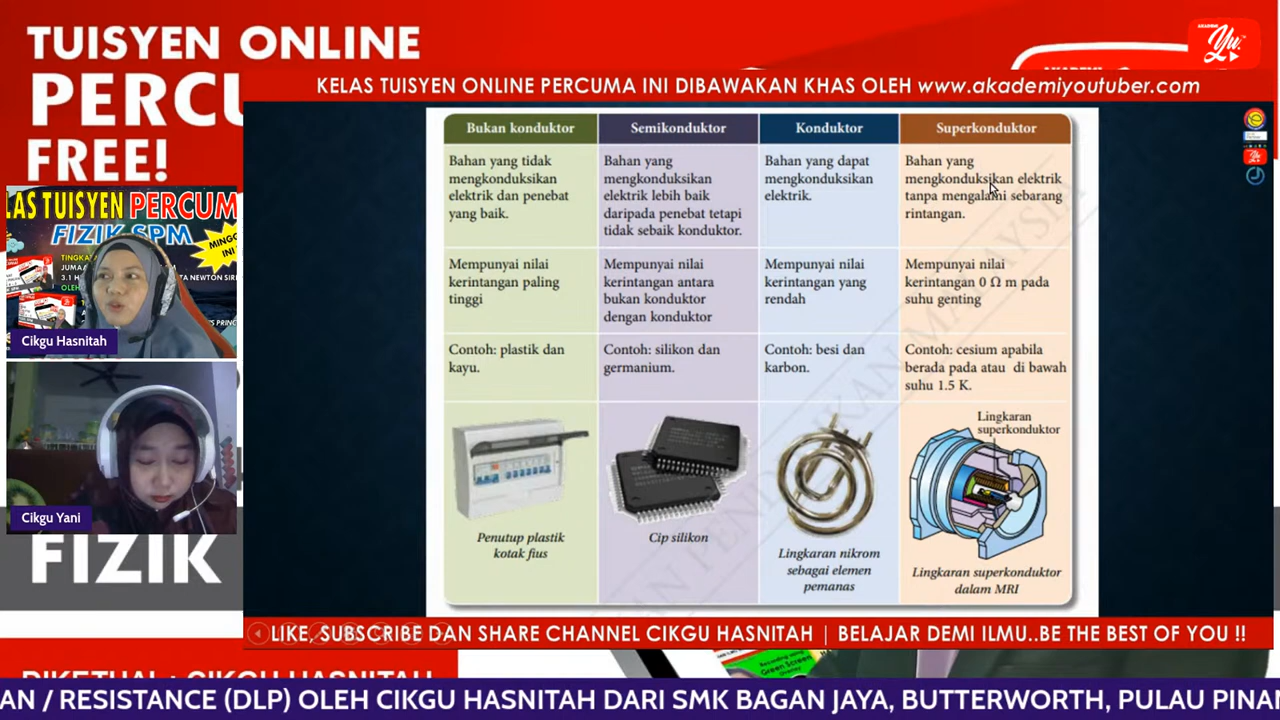 TUISYEN ONLINE
PERCU
FREE!
KELAS TUISYEN ONLINE PERCUMA INI DIBAWAKAN KHAS OLEH www.akademiyoutuber.com
LAS TUISYEN PERCUM
FIZIK SPM
MINGG
INI
Cikgu Hasnitah
Cikgu Yani
FIZIK
Bukan konduktor
Bahan yang tidak
mengkonduksikan
elektrik dan penebat
yang baik.
Mempunyai nilai
kerintangan paling
tinggi
Contoh: plastik dan
kayu.
Penutup plastik
kotak fius
Semikonduktor
Bahan yang
mengkonduksikan
elektrik lebih baik
daripada penebat tetapi
tidak sebaik konduktor.
Mempunyai nilai
kerintangan antara
bukan konduktor
dengan konduktor
Contoh: silikon dan
germanium.
Cip silikon
Konduktor
Bahan yang dapat
mengkonduksikan
elektrik.
Mempunyai nilai
kerintangan yang
rendah
Contoh: besi dan
karbon.
Lingkaran nikrom
sebagai elemen
pemanas
Superkonduktor
Bahan yang
mengkonduksikan elektrik
tanpa mengalami sebarang
rintangan.
Mempunyai nilai
kerintangan 0 Ω m pada
suhu genting
Contoh: cesium apabila
berada pada atau di bawah
suhu 1.5 K.
Lingkaran
superkonduktor
Lingkaran superkonduktor
dalam MRI
LIKE, SUBSCRIBE DAN SHARE CHANNEL CIKGU HASNITAH | BELAJAR DEMI ILMU..BE THE BEST OF YOU !!
AN / RESISTANCE (DLP) OLEH CIKGU HASNITAH DARI SMK BAGAN JAYA, BUTTERWORTH, PULAU PINAN